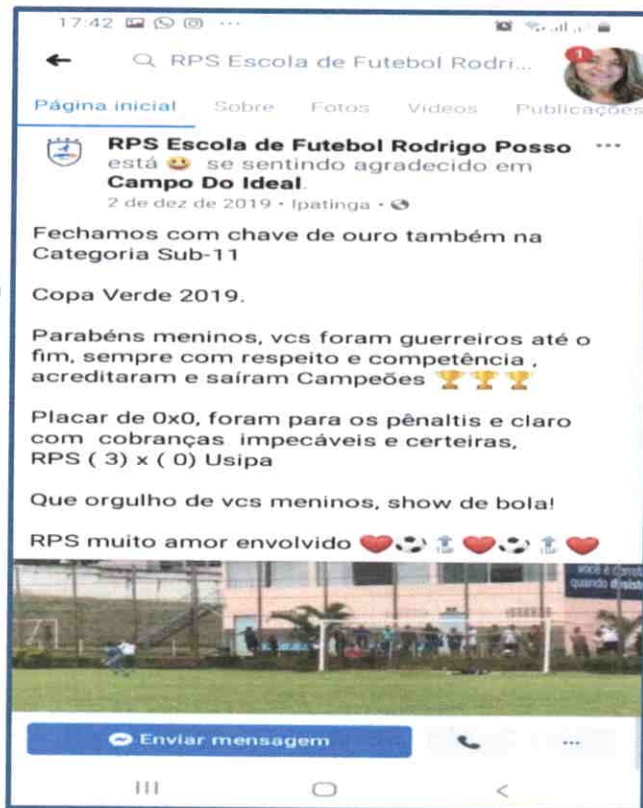 17:42
RPS Escola de Futebol Rodri...
1
Página inicial Sobre Fotos Vídeos Publicações
RPS Escola de Futebol Rodrigo Posso
está 😃 se sentindo agradecido em
Campo Do Ideal.
2 de dez de 2019 · Ipatinga ·
Fechamos com chave de ouro também na
Categoria Sub-11
Copa Verde 2019.
Parabéns meninos, vcs foram guerreiros até o
fim, sempre com respeito e competência ,
acreditaram e saíram Campeões 🏆🏆🏆
Placar de 0x0, foram para os pênaltis e claro
com cobranças impecáveis e certeiras,
RPS ( 3) x ( 0) Usipa
Que orgulho de vcs meninos, show de bola!
RPS muito amor envolvido ❤️⚽🔝❤️⚽🔝❤️
você é
quando
Enviar mensagem